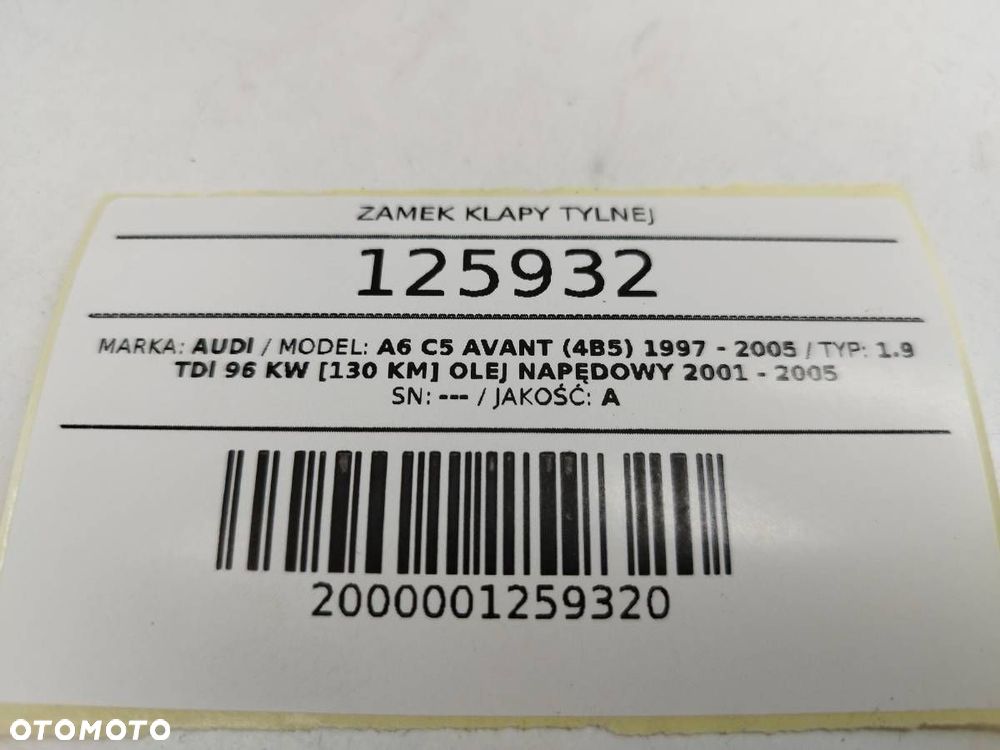 ZAMEK KLAPY TYLNEJ
125932
MARKA: AUDI / MODEL: A6 C5 AVANT (4B5) 1997 - 2005 / TYP: 1.9
TDI 96 KW [130 KM] OLEJ NAPĘDOWY 2001 - 2005
SN: --- / JAKOŚĆ: A
2000001259320
OTOMOTO